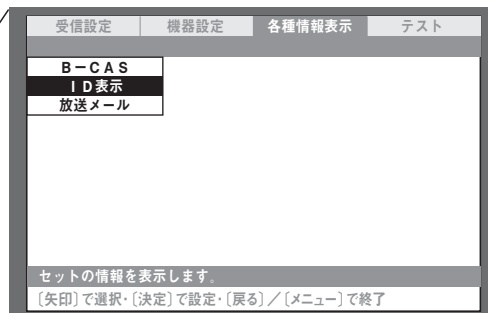 受信設定 機器設定 各種情報表示 テスト
B－CAS
ID表示
放送メール
セットの情報を表示します。
〔矢印〕で選択・〔決定〕で設定・〔戻る〕／〔メニュー〕で終了